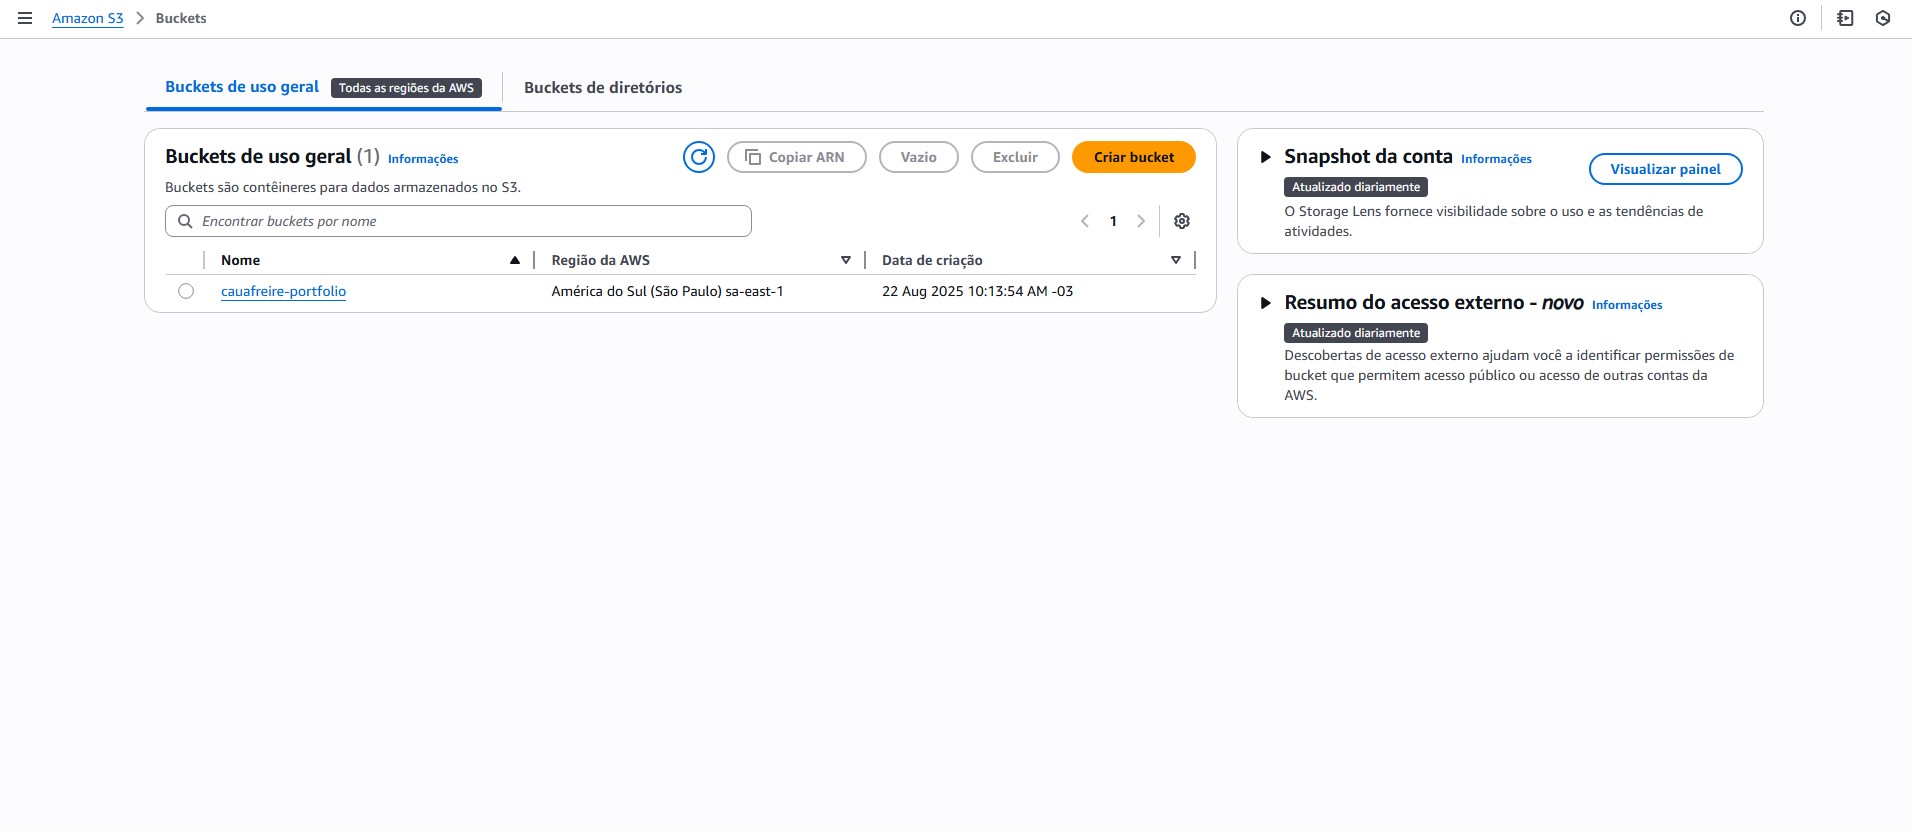 Amazon S3 > Buckets
Buckets de uso geral Todas as regiões da AWS
Buckets de diretórios
Buckets de uso geral (1) Informações
Copiar ARN
Vazio
Excluir
Criar bucket
Buckets são contêineres para dados armazenados no S3.
Encontrar buckets por nome
1
Nome Região da AWS Data de criação
cauafreire-portfolio América do Sul (São Paulo) sa-east-1 22 Aug 2025 10:13:54 AM -03
Snapshot da conta Informações
Visualizar painel
Atualizado diariamente
O Storage Lens fornece visibilidade sobre o uso e as tendências de
atividades.
Resumo do acesso externo - novo Informações
Atualizado diariamente
Descobertas de acesso externo ajudam você a identificar permissões de
bucket que permitem acesso público ou acesso de outras contas da
AWS.